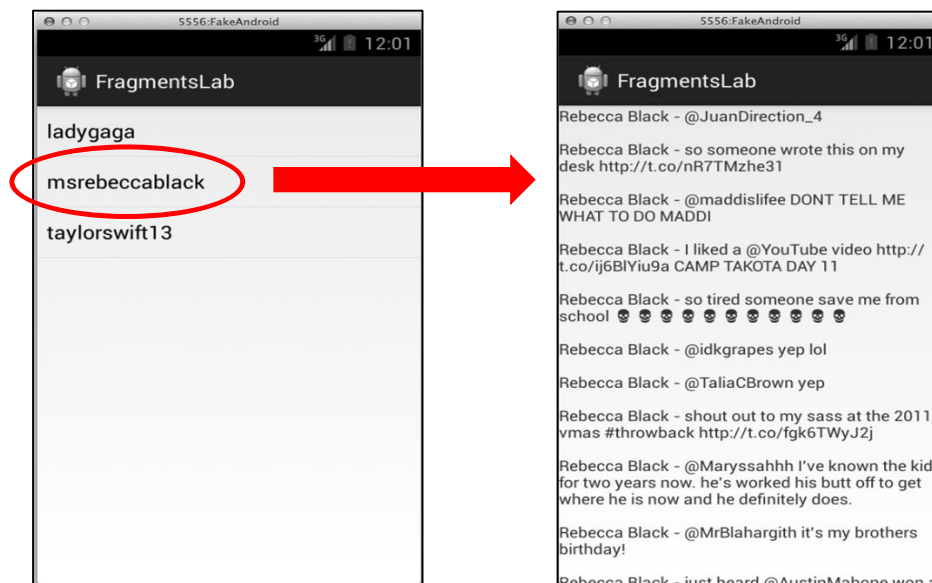 5556:FakeAndroid
3G 12:01
FragmentsLab
ladygaga
msrebeccablack
taylorswift13
5556:FakeAndroid
3G 12:01
FragmentsLab
Rebecca Black - @JuanDirection_4
Rebecca Black - so someone wrote this on my
desk http://t.co/nR7TMzhe31
Rebecca Black - @maddislifee DONT TELL ME
WHAT TO DO MADDI
Rebecca Black - I liked a @YouTube video http://
t.co/ij6BlYiu9a CAMP TAKOTA DAY 11
Rebecca Black - so tired someone save me from
school 💀 💀 💀 💀 💀 💀 💀 💀 💀 💀 💀
Rebecca Black - @idkgrapes yep lol
Rebecca Black - @TaliaCBrown yep
Rebecca Black - shout out to my sass at the 2011
vmas #throwback http://t.co/fgk6TWyJ2j
Rebecca Black - @Maryssahhh I've known the kid
for two years now. he's worked his butt off to get
where he is now and he definitely does.
Rebecca Black - @MrBlahargith it's my brothers
birthday!
Rebecca Black - just heard @AustinMahone won